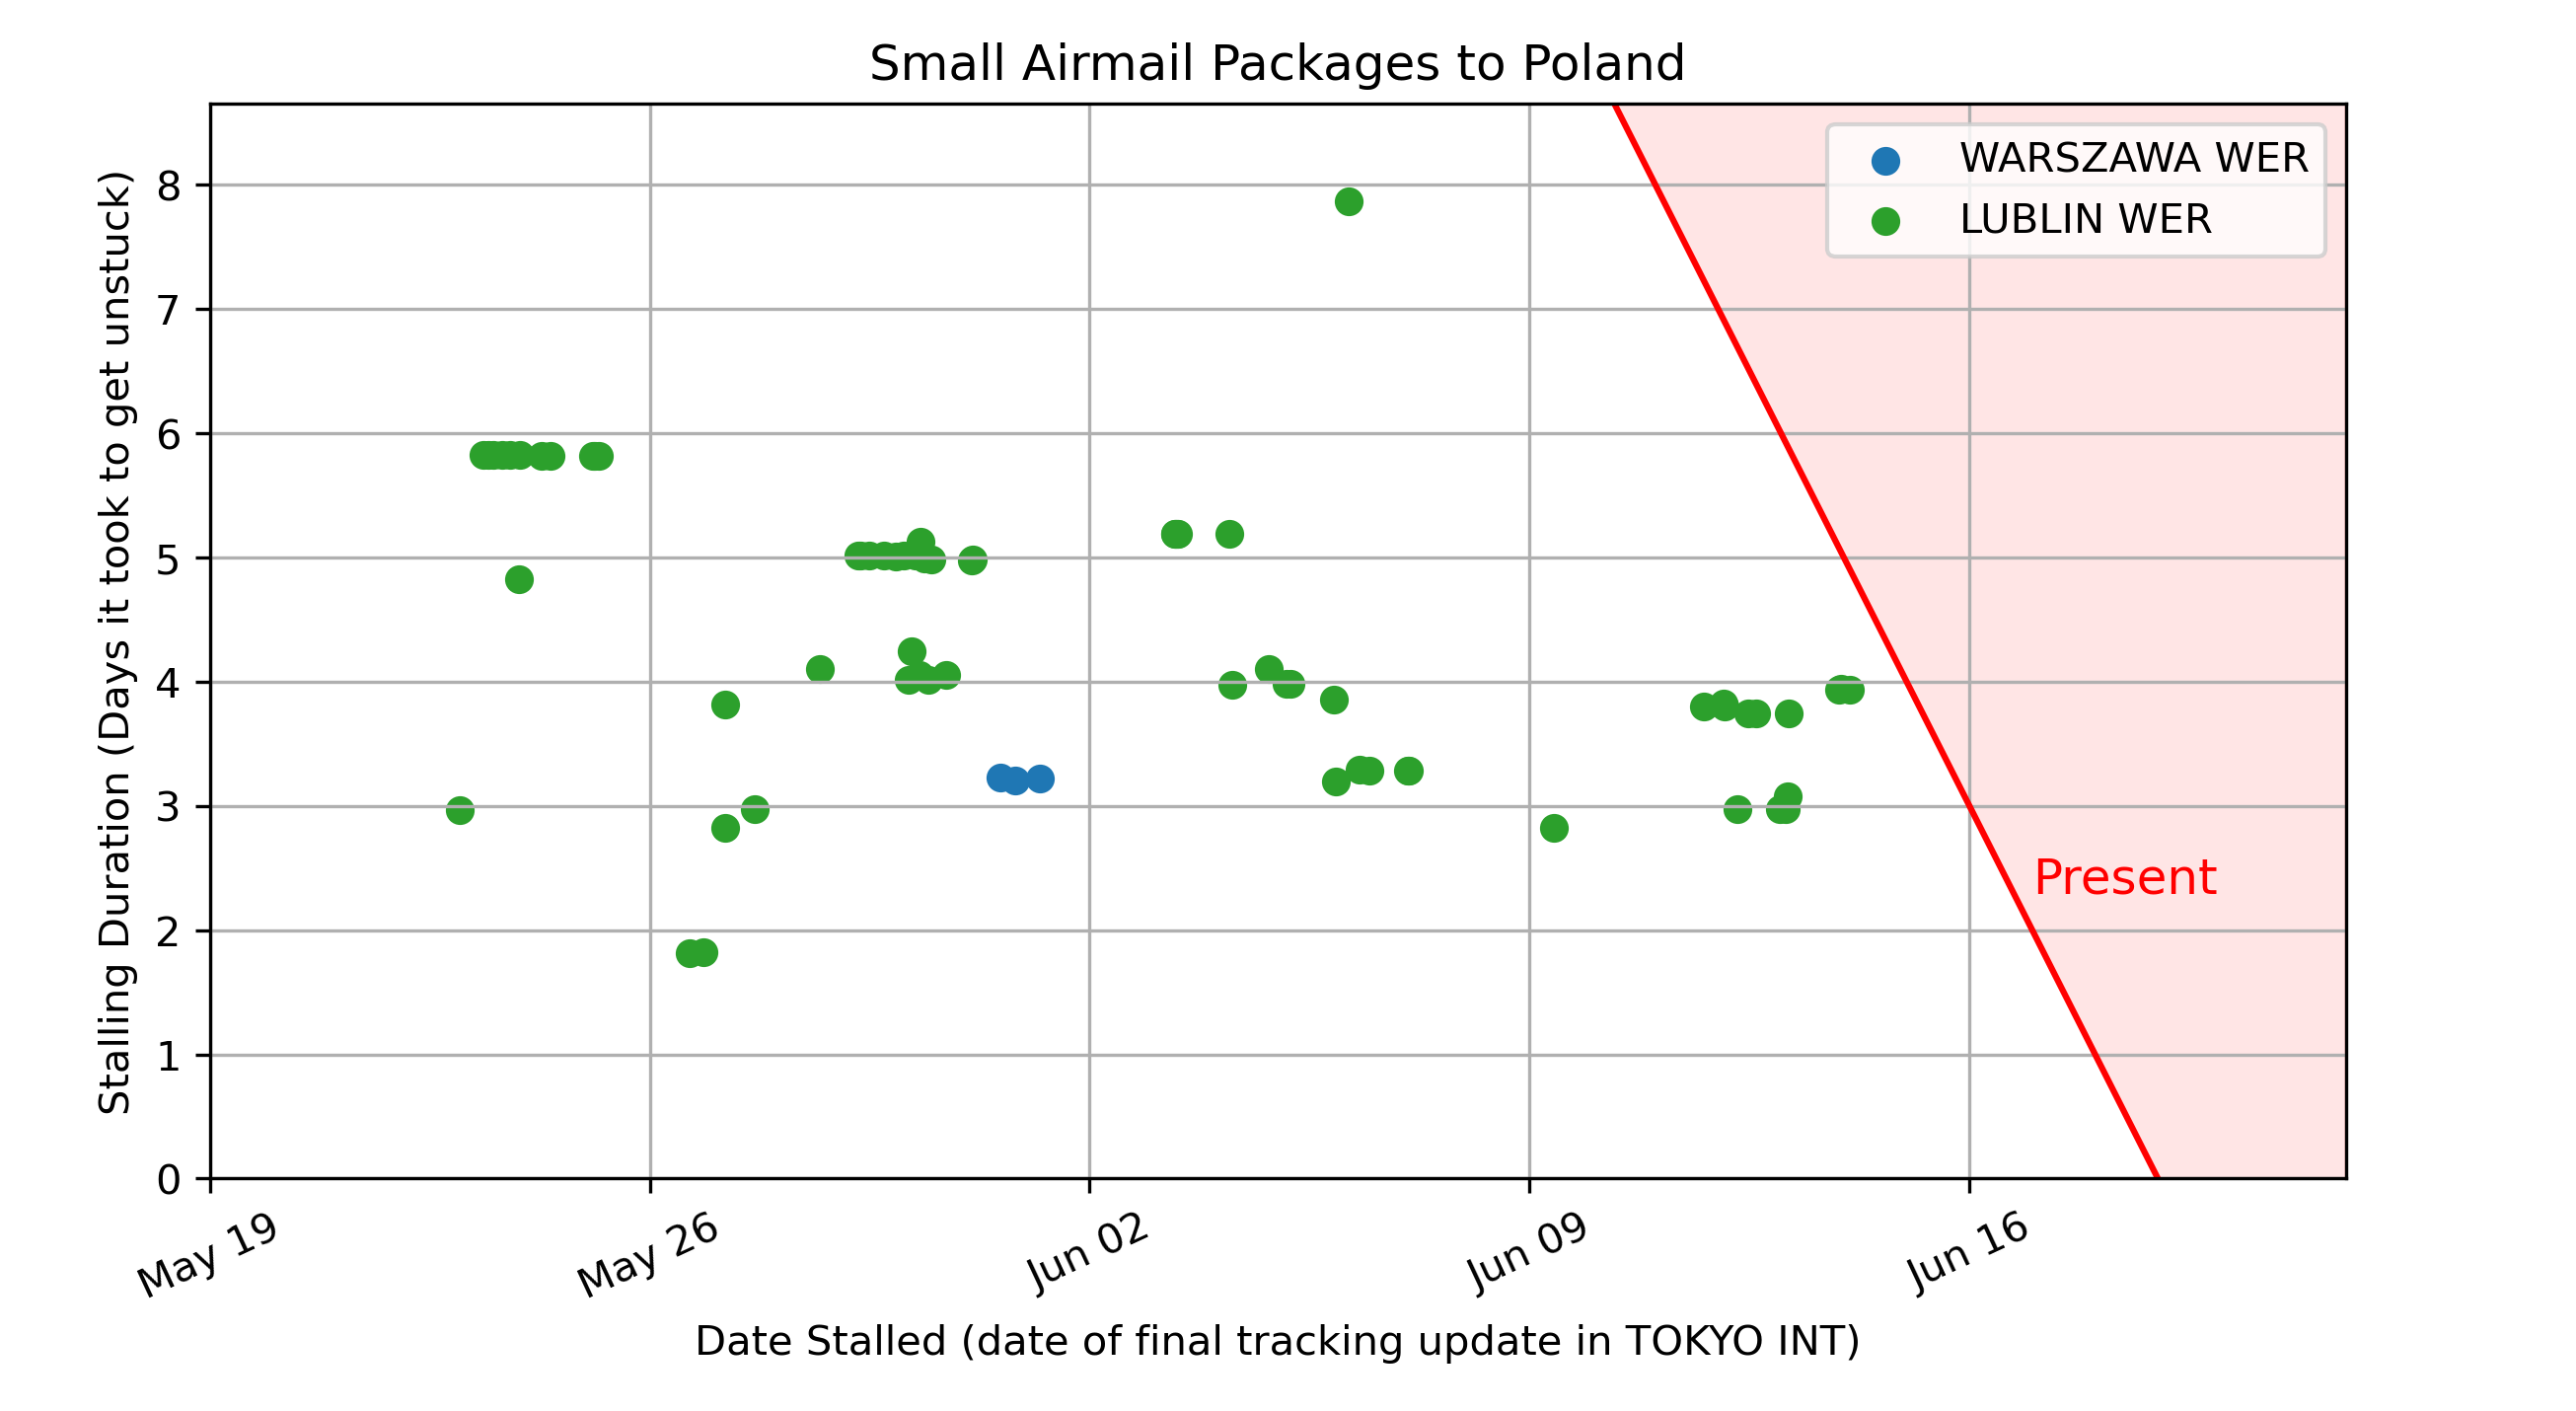 Small Airmail Packages to Poland
WARSZAWA WER
LUBLIN WER
Stalling Duration (Days it took to get unstuck)
8
7
6
5
4
3
2
1
0
Present
May 19
May 26
Jun 02
Jun 09
Jun 16
Date Stalled (date of final tracking update in TOKYO INT)